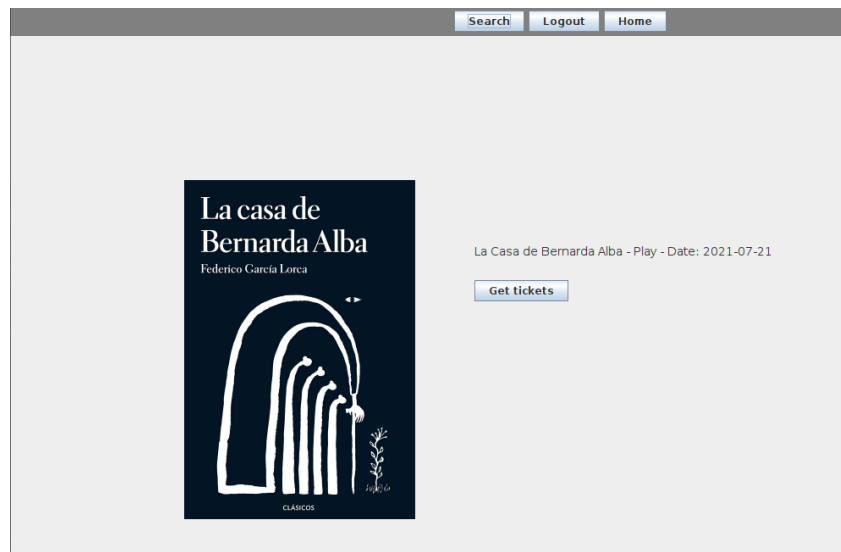 Search Logout Home
La casa de
Bernarda Alba
Federico García Lorca
CLÁSICOS
La Casa de Bernarda Alba - Play - Date: 2021-07-21
Get tickets